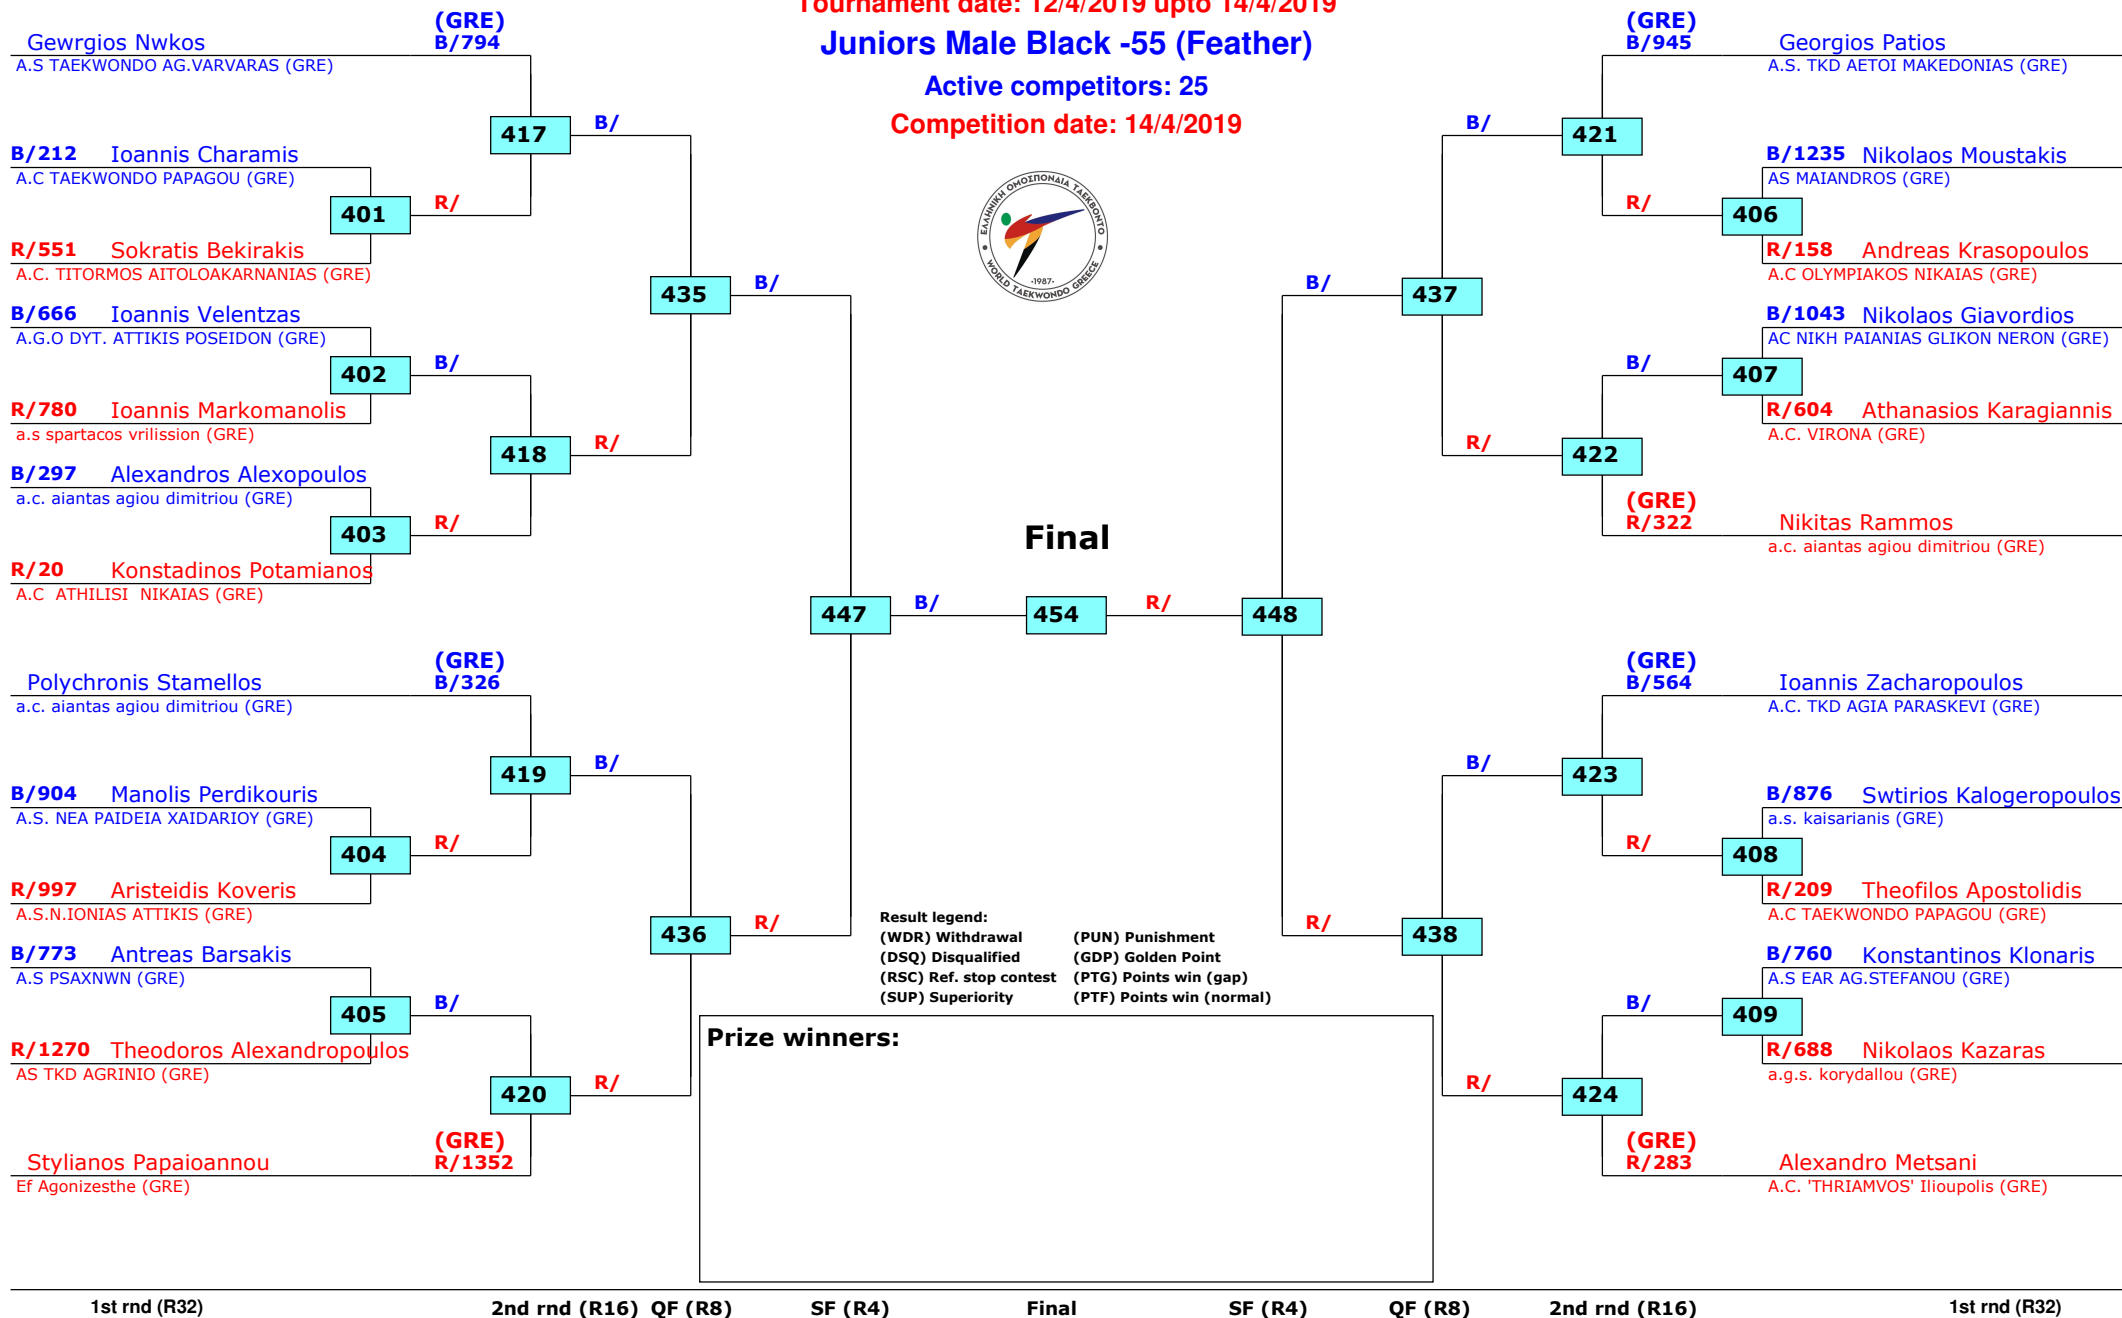 Tournament date: 12/4/2019 upto 14/4/2019
Juniors Male Black -55 (Feather)
Active competitors: 25
Competition date: 14/4/2019
ΕΛΛΗΝΙΚΗ ΟΜΟΣΠΟΝΔΙΑ ΤΑΕΚΒΟΝΤΟ
-1987-
WORLD TAEKWONDO GREECE
(GRE)
Gewrgios Nwkos B/794
A.S TAEKWONDO AG.VARVARAS (GRE)
417 B/
B/212 Ioannis Charamis
A.C TAEKWONDO PAPAGOU (GRE)
401 R/
R/551 Sokratis Bekirakis
A.C. TITORMOS AITOLOAKARNANIAS (GRE)
435 B/
B/666 Ioannis Velentzas
A.G.O DYT. ATTIKIS POSEIDON (GRE)
402 B/
R/780 Ioannis Markomanolis
a.s spartacos vrilission (GRE)
418 R/
B/297 Alexandros Alexopoulos
a.c. aiantas agiou dimitriou (GRE)
403 R/
R/20 Konstadinos Potamianos
A.C ATHILISI NIKAIAS (GRE)
Final
447 B/ 454 R/ 448
(GRE)
Polychronis Stamellos B/326
a.c. aiantas agiou dimitriou (GRE)
419 B/
B/904 Manolis Perdikouris
A.S. NEA PAIDEIA XAIDARIOY (GRE)
404 R/
R/997 Aristeidis Koveris
A.S.N.IONIAS ATTIKIS (GRE)
436 R/
B/773 Antreas Barsakis
A.S PSAXNWN (GRE)
405 B/
R/1270 Theodoros Alexandropoulos
AS TKD AGRINIO (GRE)
420 R/
(GRE)
Stylianos Papaioannou R/1352
Ef Agonizesthe (GRE)
(GRE)
B/945 Georgios Patios
A.S. TKD AETOI MAKEDONIAS (GRE)
B/ 421
B/1235 Nikolaos Moustakis
AS MAIANDROS (GRE)
R/ 406
R/158 Andreas Krasopoulos
A.C OLYMPIAKOS NIKAIAS (GRE)
B/ 437
B/1043 Nikolaos Giavordios
AC NIKH PAIANIAS GLIKON NERON (GRE)
B/ 407
R/604 Athanasios Karagiannis
A.C. VIRONA (GRE)
R/ 422
(GRE)
R/322 Nikitas Rammos
a.c. aiantas agiou dimitriou (GRE)
(GRE)
B/564 Ioannis Zacharopoulos
A.C. TKD AGIA PARASKEVI (GRE)
B/ 423
B/876 Swtirios Kalogeropoulos
a.s. kaisarianis (GRE)
R/ 408
R/209 Theofilos Apostolidis
A.C TAEKWONDO PAPAGOU (GRE)
R/ 438
B/760 Konstantinos Klonaris
A.S EAR AG.STEFANOU (GRE)
B/ 409
R/688 Nikolaos Kazaras
a.g.s. korydallou (GRE)
R/ 424
(GRE)
R/283 Alexandro Metsani
A.C. 'THRIAMVOS' Ilioupolis (GRE)
Result legend:
(WDR) Withdrawal (PUN) Punishment
(DSQ) Disqualified (GDP) Golden Point
(RSC) Ref. stop contest (PTG) Points win (gap)
(SUP) Superiority (PTF) Points win (normal)
Prize winners:
1st rnd (R32) 2nd rnd (R16) QF (R8) SF (R4) Final SF (R4) QF (R8) 2nd rnd (R16) 1st rnd (R32)